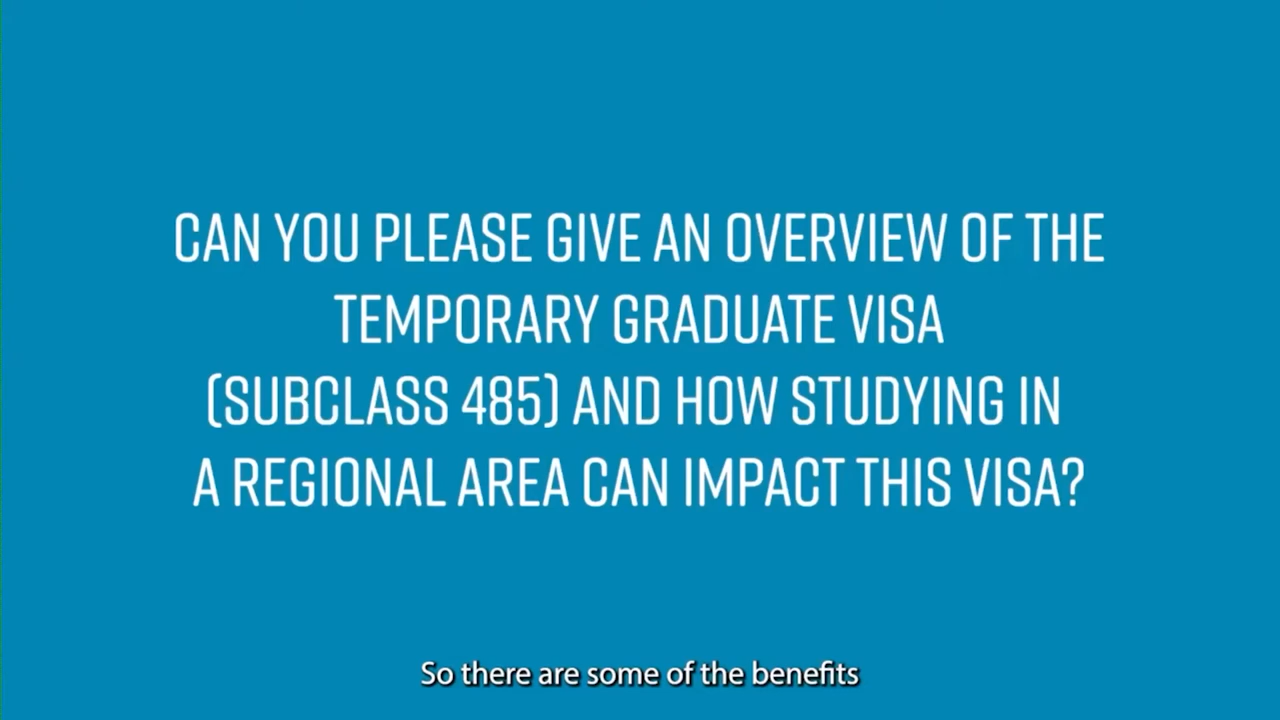 CAN YOU PLEASE GIVE AN OVERVIEW OF THE
TEMPORARY GRADUATE VISA
(SUBCLASS 485) AND HOW STUDYING IN
A REGIONAL AREA CAN IMPACT THIS VISA?
So there are some of the benefits